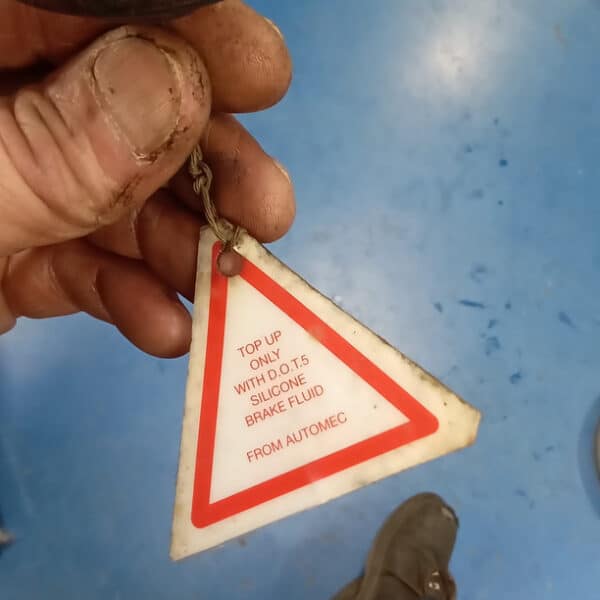 TOP UP
ONLY
WITH D.O.T.5
SILICONE
BRAKE FLUID
FROM AUTOMEC